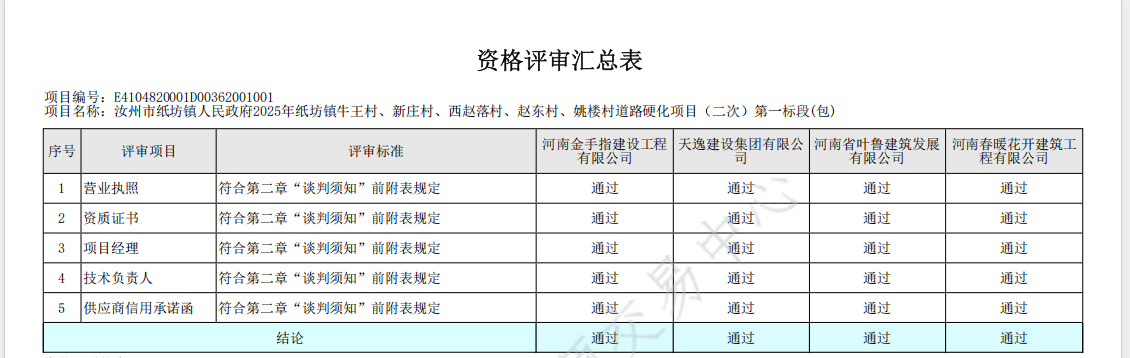 资格评审汇总表
项目编号：E4104820001D00362001001
项目名称：汝州市纸坊镇人民政府2025年纸坊镇牛王村、新庄村、西赵落村、赵东村、姚楼村道路硬化项目（二次）第一标段(包)
序号 评审项目 评审标准 河南金手指建设工程有限公司 天逸建设集团有限公司 河南省叶鲁建筑发展有限公司 河南春暖花开建筑工程有限公司
1 营业执照 符合第二章“谈判须知”前附表规定 通过 通过 通过 通过
2 资质证书 符合第二章“谈判须知”前附表规定 通过 通过 通过 通过
3 项目经理 符合第二章“谈判须知”前附表规定 通过 通过 通过 通过
4 技术负责人 符合第二章“谈判须知”前附表规定 通过 通过 通过 通过
5 供应商信用承诺函 符合第二章“谈判须知”前附表规定 通过 通过 通过 通过
结论 通过 通过 通过 通过
交易中心